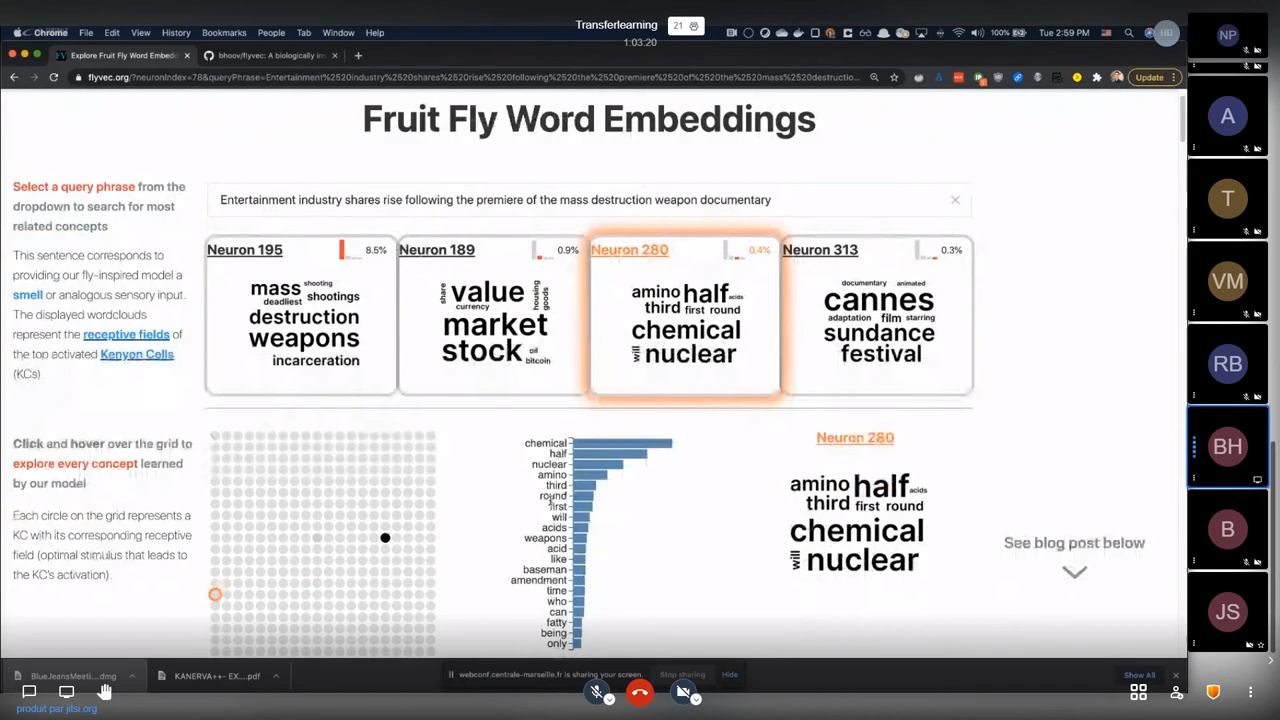 Transferlearning
21
1:03:20
Chrome File Edit View History Bookmarks People Tab Window Help
100% Tue 2:59 PM
HB
Explore Fruit Fly Word Embedd
bhoov/flyvec: A biologically in
flyvec.org/?neuronIndex=78&queryPhrase=Entertainment%2520industry%2520shares%2520rise%2520following%2520the%2520premiere%2520of%2520the%2520mass%2520destructio...
Update
Fruit Fly Word Embeddings
Select a query phrase from the
dropdown to search for most
related concepts
This sentence corresponds to
providing our fly-inspired model a
smell or analogous sensory input.
The displayed wordclouds
represent the receptive fields of
the top activated Kenyon Cells
(KCs).
Entertainment industry shares rise following the premiere of the mass destruction weapon documentary
Neuron 195
8.5%
mass shooting
deadliest shootings
destruction
weapons
incarceration
Neuron 189
0.9%
share value housing goods
currency
market
stock oil
bitcoin
Neuron 280
0.4%
amino half acids
third first round
chemical
will nuclear
Neuron 313
0.3%
documentary animated
cannes
adaptation film starring
sundance
festival
Click and hover over the grid to
explore every concept learned
by our model
Each circle on the grid represents a
KC with its corresponding receptive
field (optimal stimulus that leads to
the KC's activation).
chemical
half
nuclear
amino
third
round
first
will
acids
weapons
acid
like
baseman
amendment
time
who
can
fatty
being
only
Neuron 280
amino half acids
third first round
chemical
will nuclear
See blog post below
BlueJeansMeeti....dmg
KANERVA++- EX....pdf
webconf.centrale-marseille.fr is sharing your screen.
Stop sharing
Hide
Show All
produit par jitsi.org
NP
A
T
VM
RB
BH
B
JS